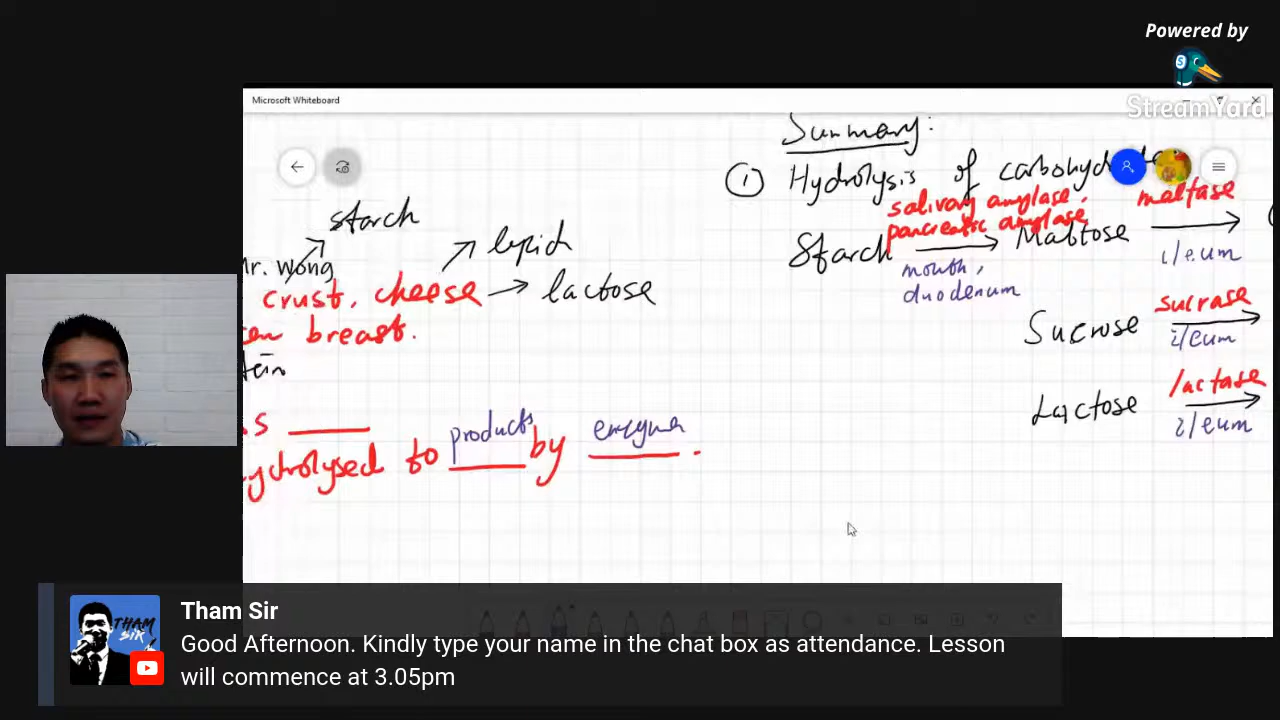 Powered by
StreamYard
Microsoft Whiteboard
Summary:
① Hydrolysis of carbohydrate
salivary amylase,
pancreatic amylase
maltase
Starch → Maltose →
mouth,
duodenum
ileum
sucrase
Sucrose →
ileum
lactase
Lactose →
ileum
starch
Mr. Wong
lipid
crust, cheese → lactose
breast.
products
enzyme
hydrolysed to by
THAM
SIR
Tham Sir
Good Afternoon. Kindly type your name in the chat box as attendance. Lesson
will commence at 3.05pm